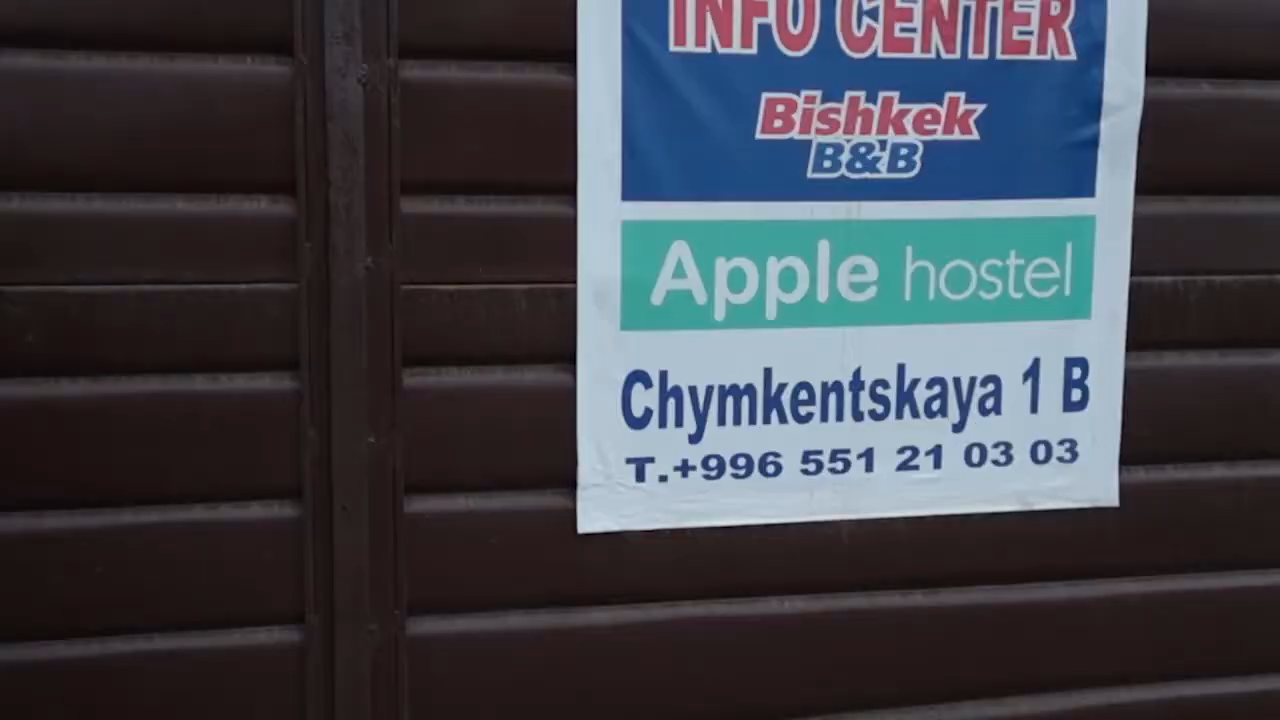 INFO CENTER
Bishkek
B&B
Apple hostel
Chymkentskaya 1 B
T.+996 551 21 03 03